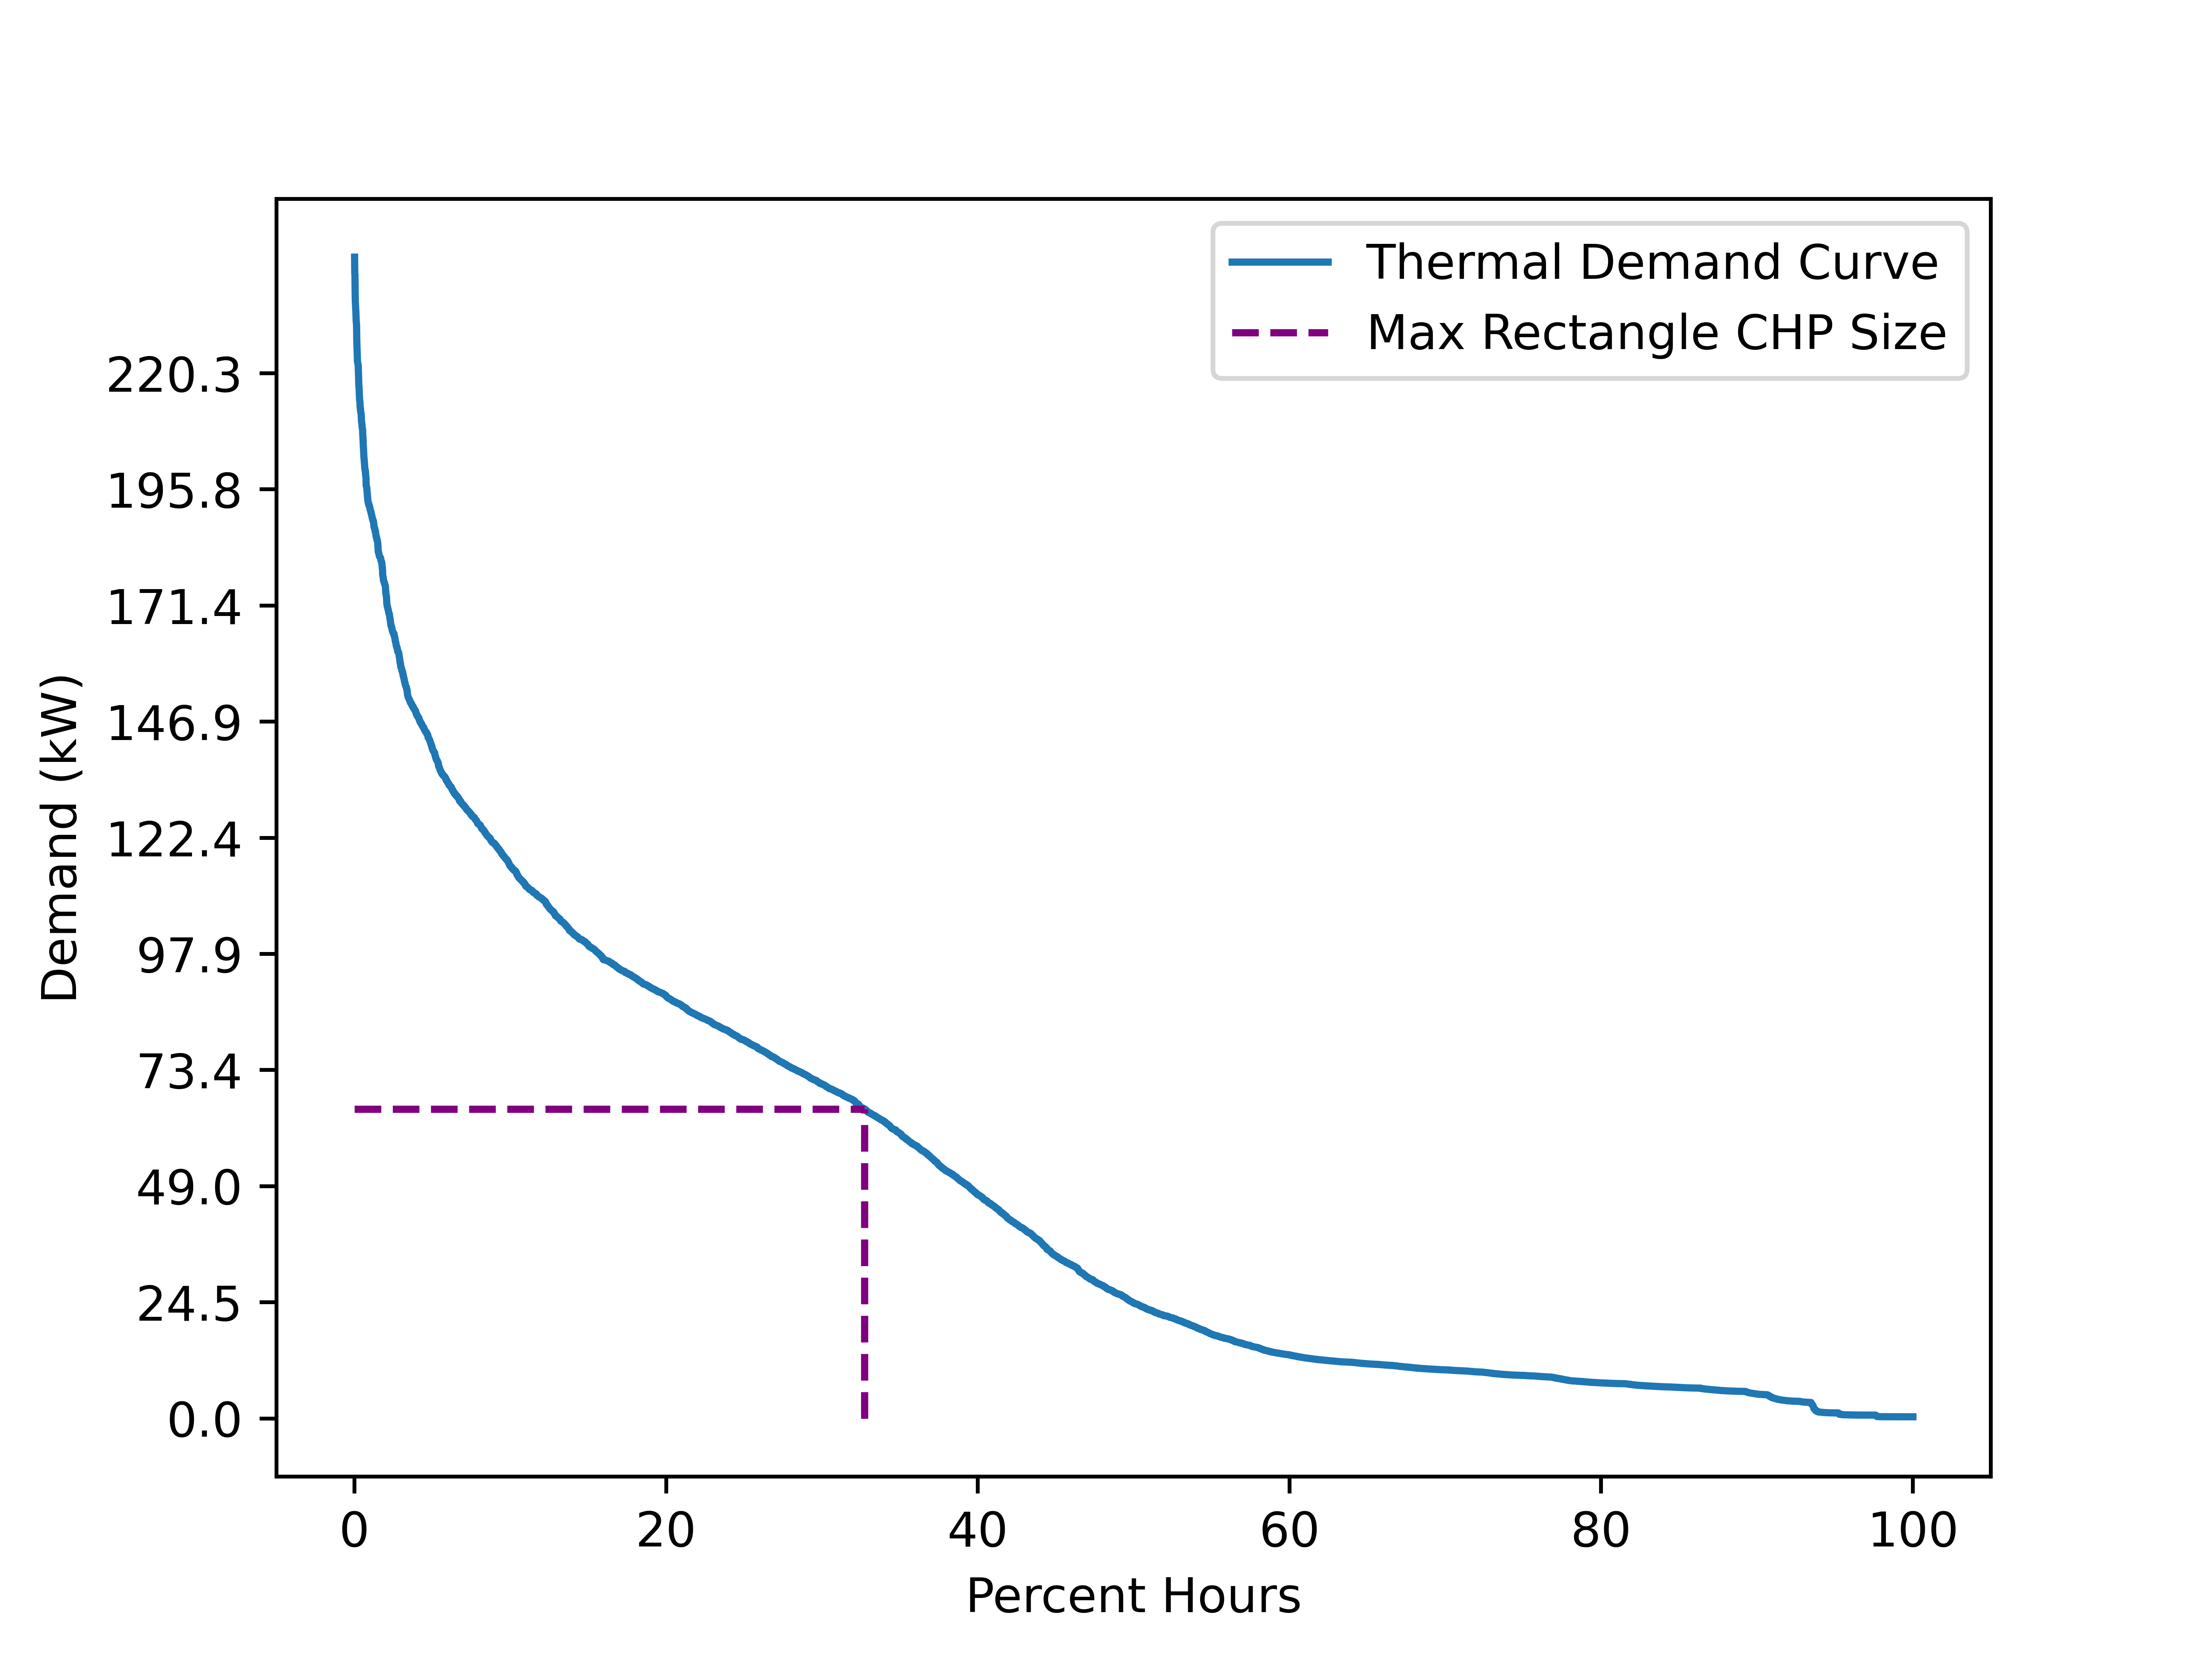 Thermal Demand Curve
Max Rectangle CHP Size
220.3
195.8
171.4
146.9
122.4
97.9
73.4
49.0
24.5
0.0
Demand (kW)
0 20 40 60 80 100
Percent Hours